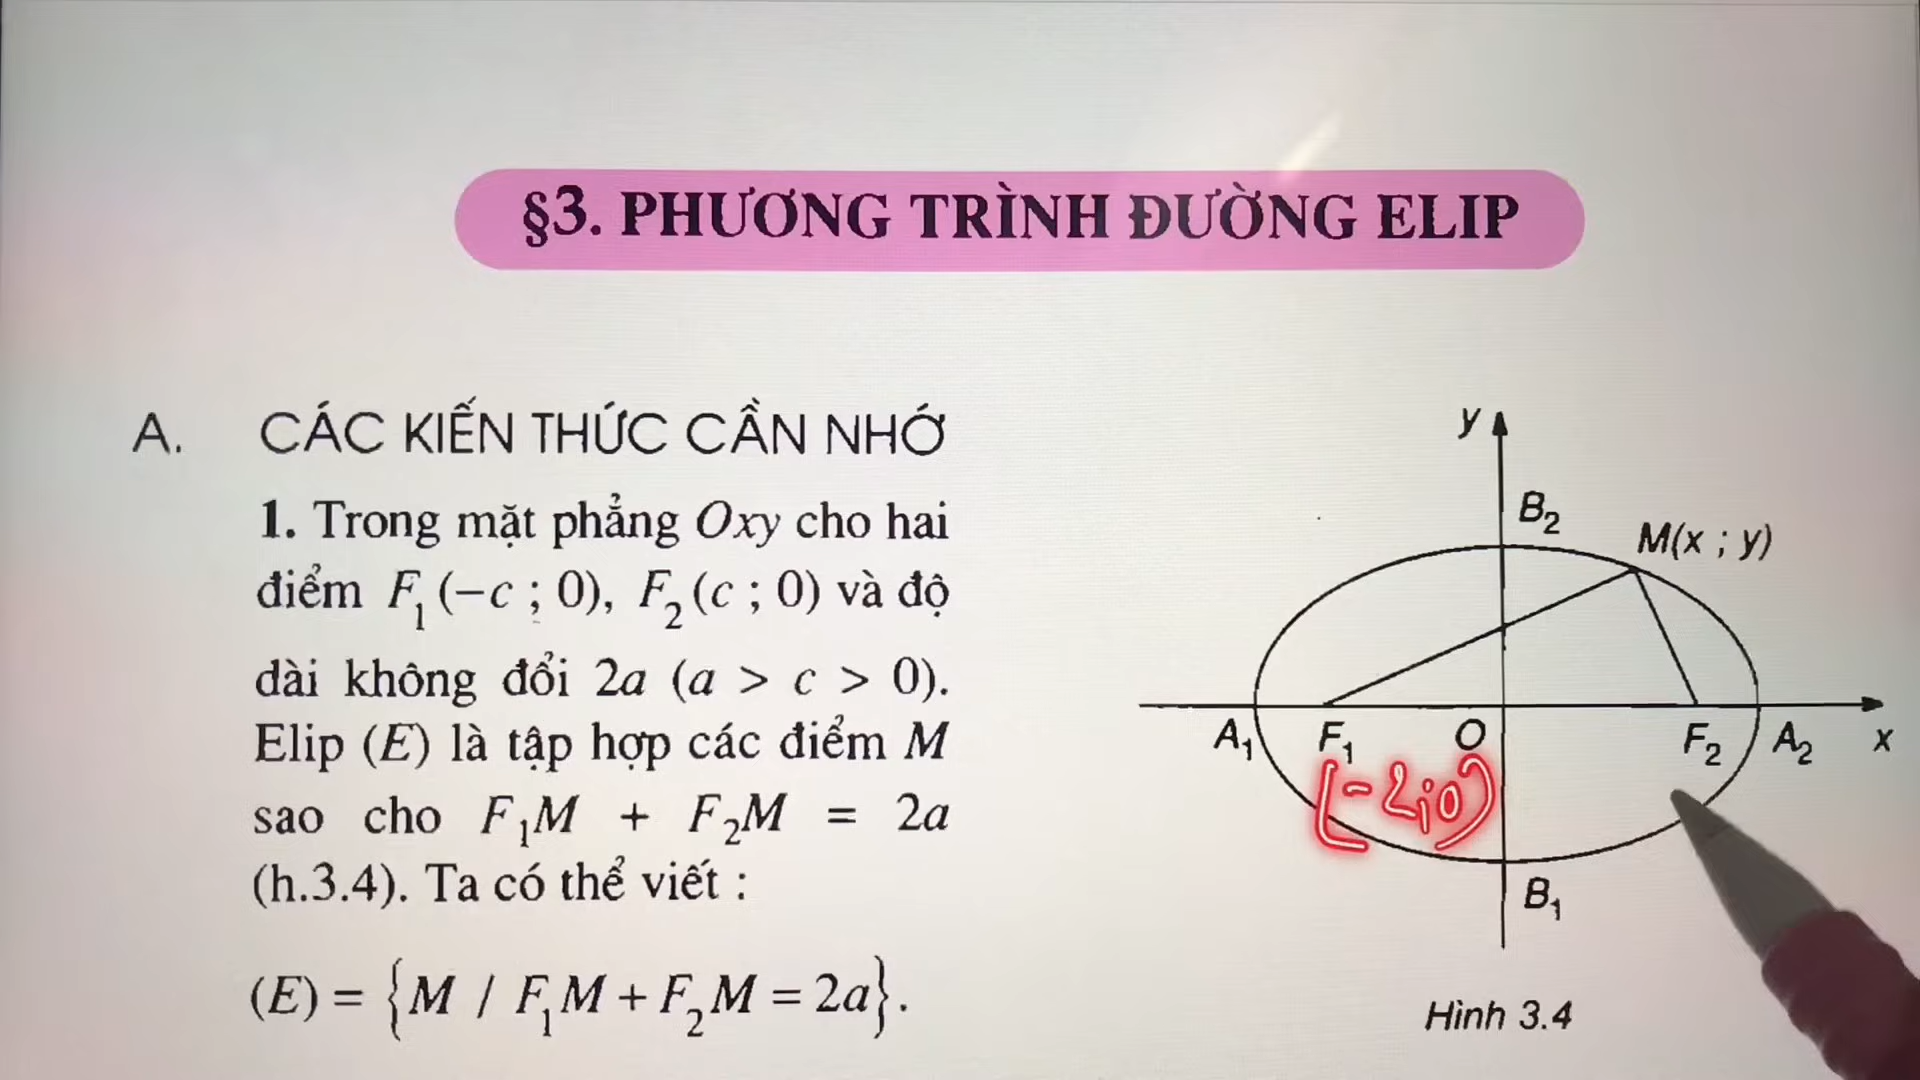 §3. PHƯƠNG TRÌNH ĐƯỜNG ELIP
A. CÁC KIẾN THỨC CẦN NHỚ
1. Trong mặt phẳng Oxy cho hai
điểm F₁(−c ; 0), F₂(c ; 0) và độ
dài không đổi 2a (a > c > 0).
Elip (E) là tập hợp các điểm M
sao cho F₁M + F₂M = 2a
(h.3.4). Ta có thể viết :
(E) = {M / F₁M + F₂M = 2a}.
y
B₂
M(x ; y)
A₁ F₁ O F₂ A₂ x
(-2;0)
B₁
Hình 3.4